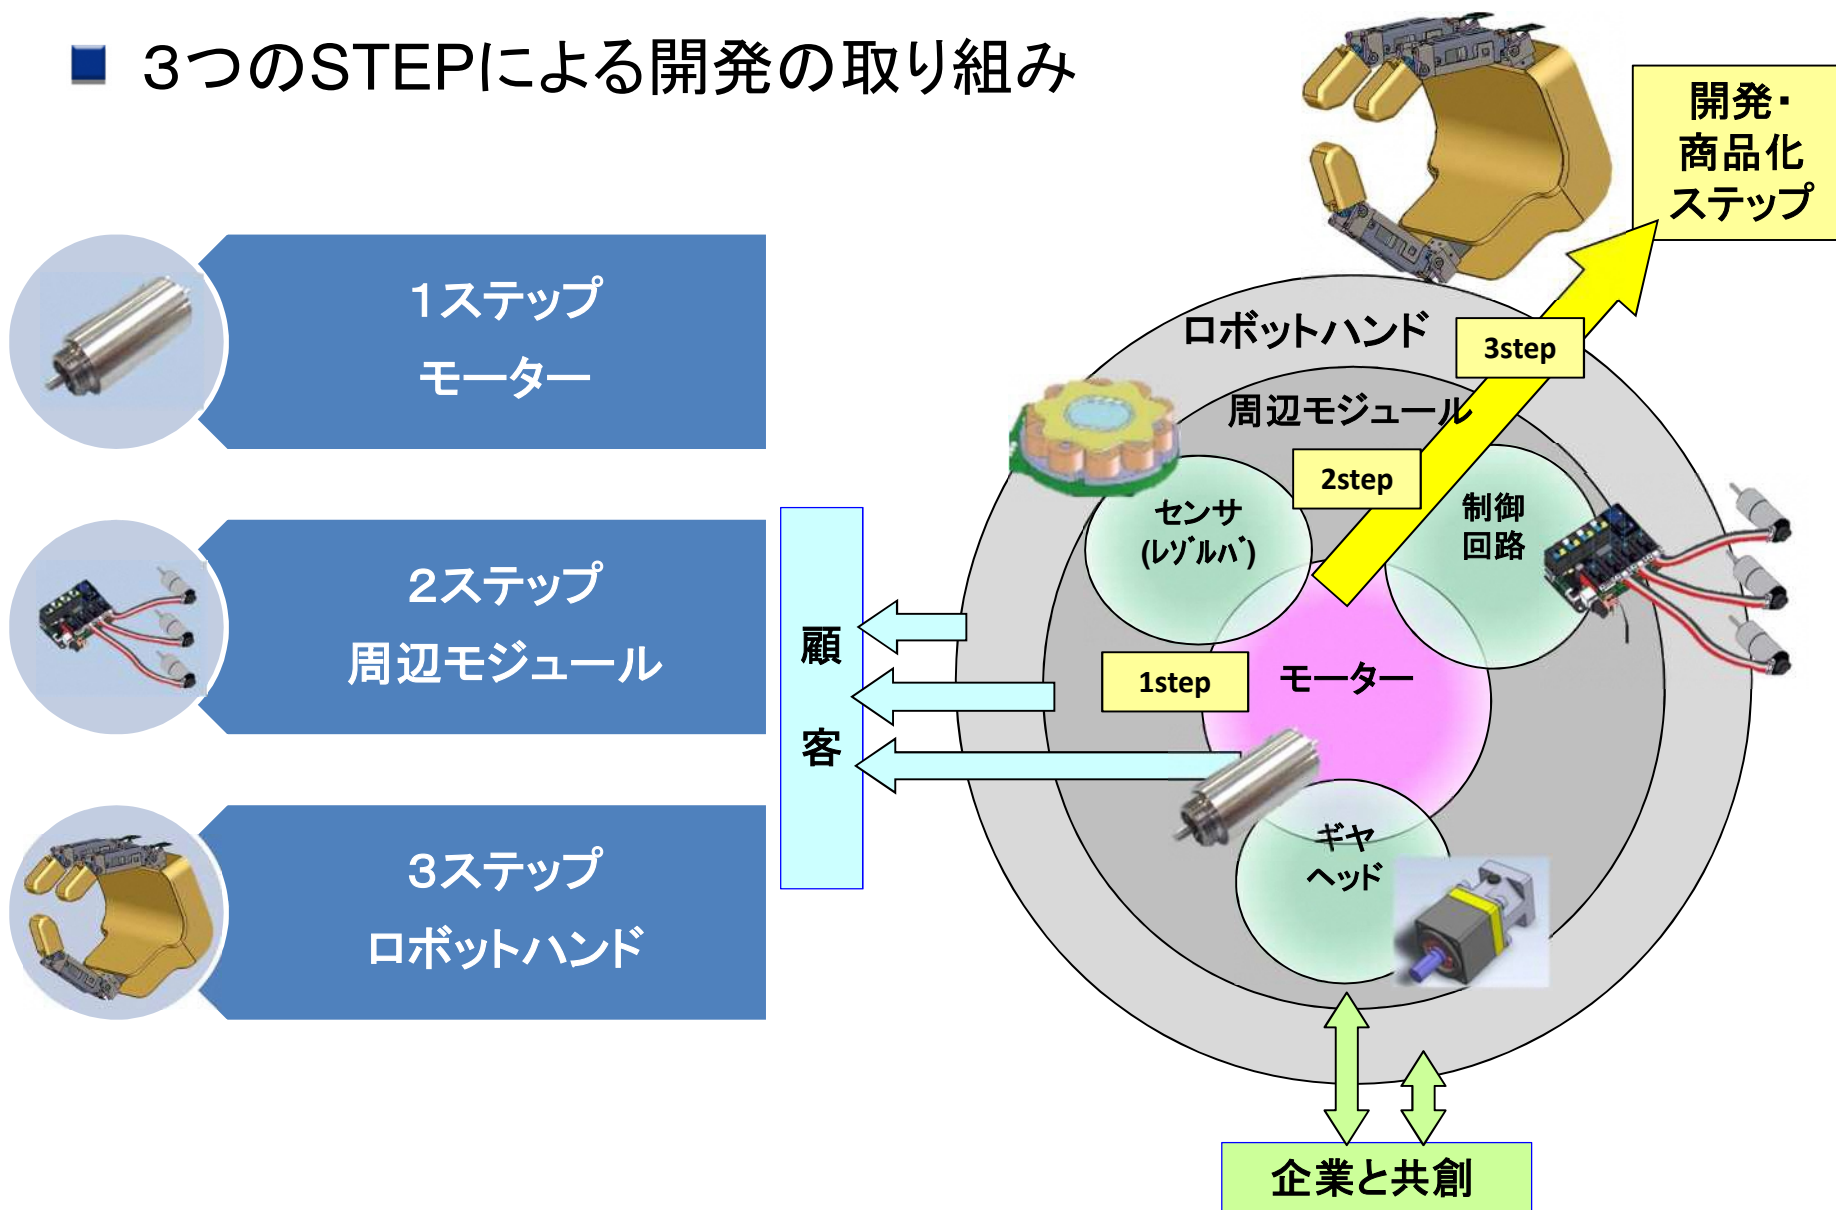 ３つのSTEPによる開発の取り組み
１ステップ
モーター
２ステップ
周辺モジュール
３ステップ
ロボットハンド
顧
客
開発・
商品化
ステップ
ロボットハンド
3step
周辺モジュール
2step
センサ
(ﾚｿﾞﾙﾊﾞ)
制御
回路
1step
モーター
ギヤ
ヘッド
企業と共創